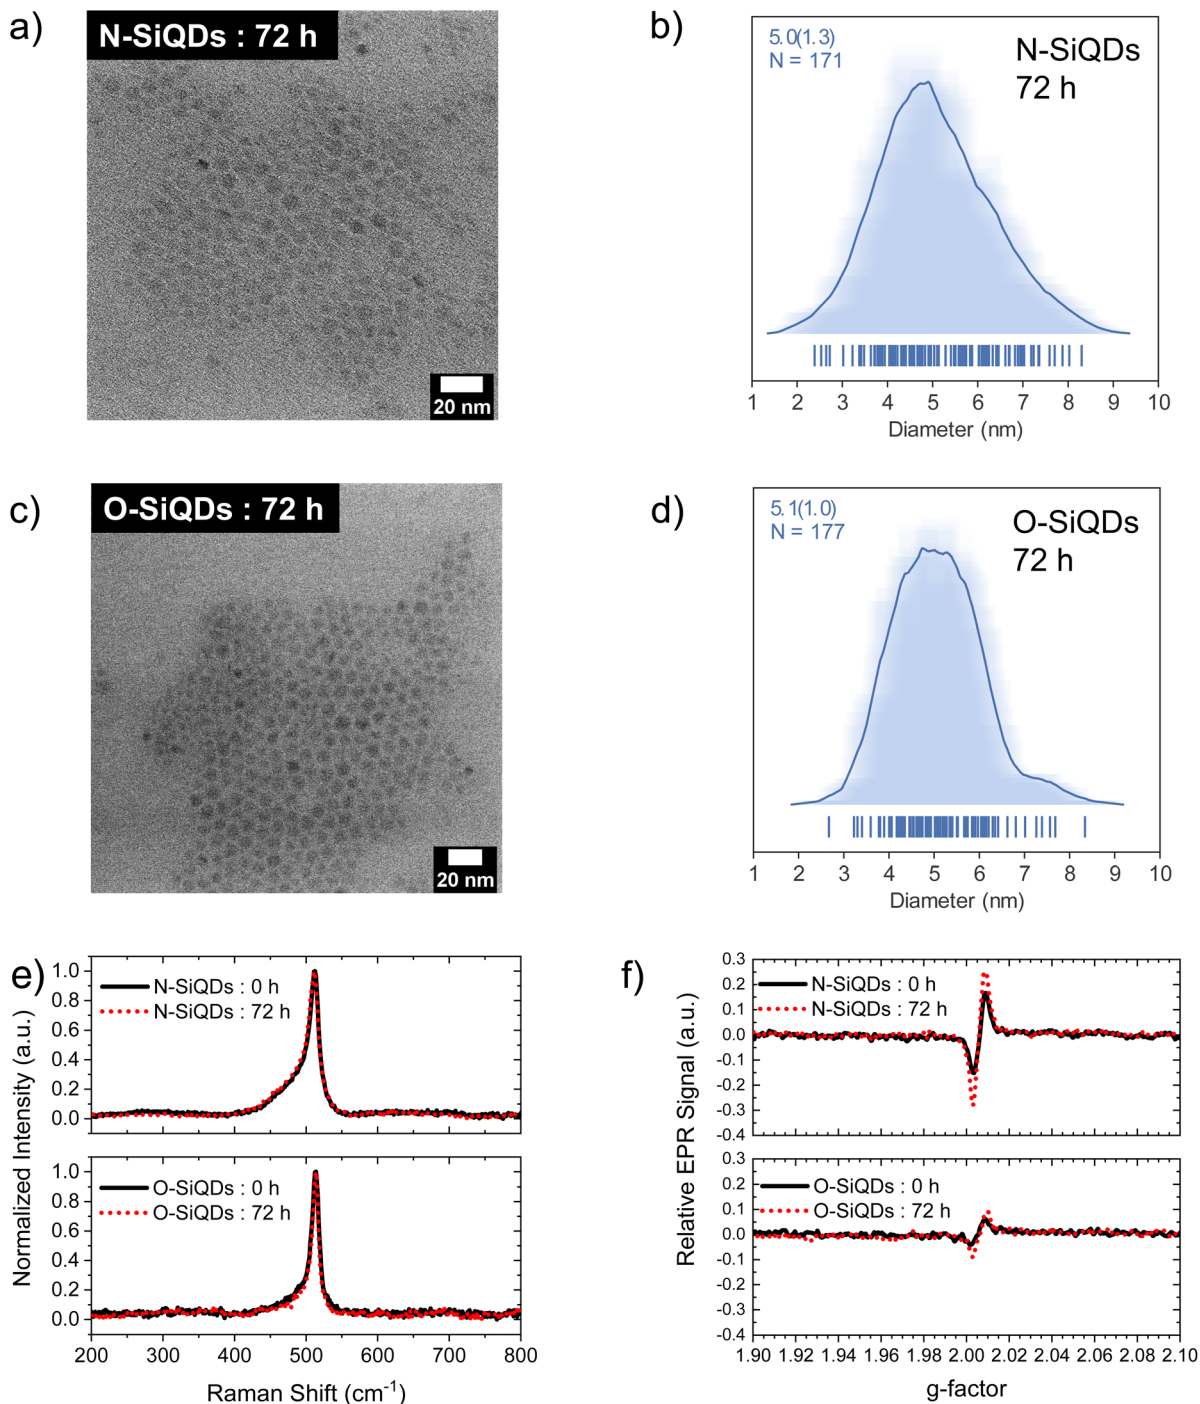 a)
N-SiQDs : 72 h
20 nm
b)
5.0(1.3)
N = 171
N-SiQDs
72 h
1 2 3 4 5 6 7 8 9 10
Diameter (nm)
c)
O-SiQDs : 72 h
20 nm
d)
5.1(1.0)
N = 177
O-SiQDs
72 h
1 2 3 4 5 6 7 8 9 10
Diameter (nm)
e)
Normalized Intensity (a.u.)
1.0
0.8
0.6
0.4
0.2
0.0
N-SiQDs : 0 h
N-SiQDs : 72 h
1.0
0.8
0.6
0.4
0.2
0.0
O-SiQDs : 0 h
O-SiQDs : 72 h
200 300 400 500 600 700 800
Raman Shift (cm⁻¹)
f)
Relative EPR Signal (a.u.)
0.3
0.2
0.1
0.0
-0.1
-0.2
-0.3
-0.4
N-SiQDs : 0 h
N-SiQDs : 72 h
0.3
0.2
0.1
0.0
-0.1
-0.2
-0.3
-0.4
O-SiQDs : 0 h
O-SiQDs : 72 h
1.90 1.92 1.94 1.96 1.98 2.00 2.02 2.04 2.06 2.08 2.10
g-factor